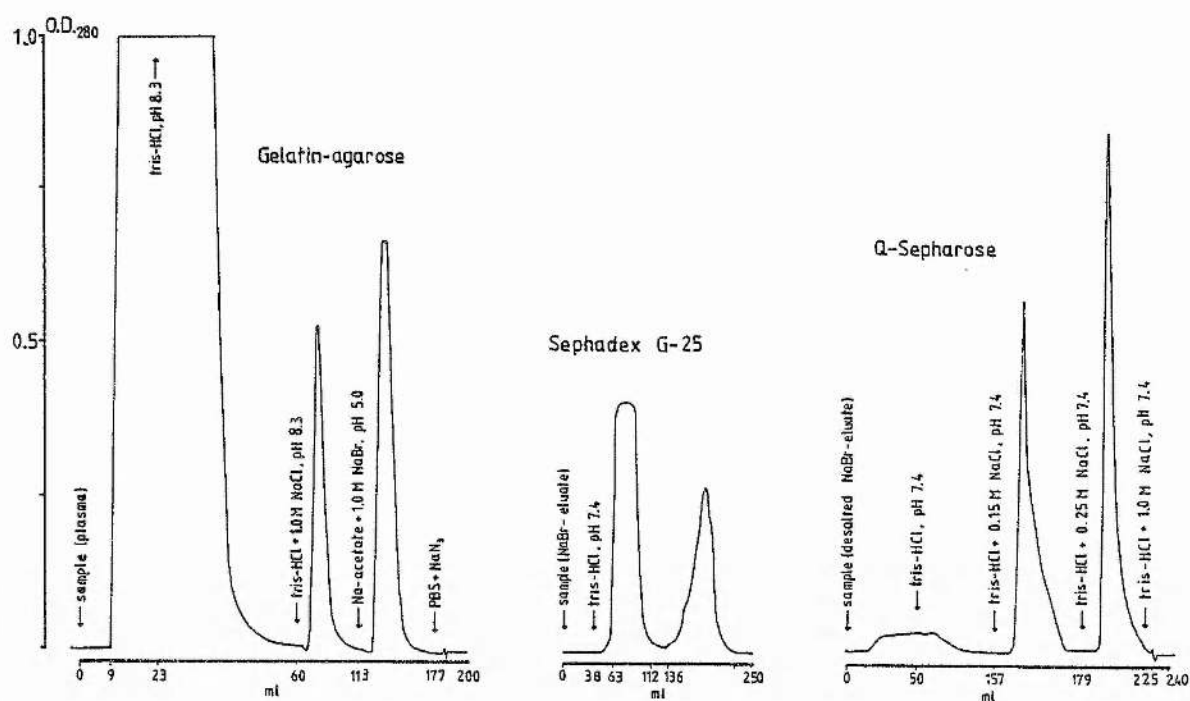 O.D.280
1.0
0.5
Gelatin-agarose
sample (plasma)
tris-HCl, pH 8.3
tris-HCl + 1.0M NaCl, pH 8.3
Na-acetate + 1.0 M NaBr, pH 5.0
PBS + NaN3
0 9 23 60 113 177 200
ml
Sephadex G-25
sample (NaBr-eluate)
tris-HCl, pH 7.4
0 38 63 112 136 250
ml
Q-Sepharose
sample (desalted NaBr-eluate)
tris-HCl, pH 7.4
tris-HCl + 0.15 M NaCl, pH 7.4
tris-HCl + 0.25 M NaCl, pH 7.4
tris-HCl + 1.0 M NaCl, pH 7.4
0 50 157 179 225 240
ml